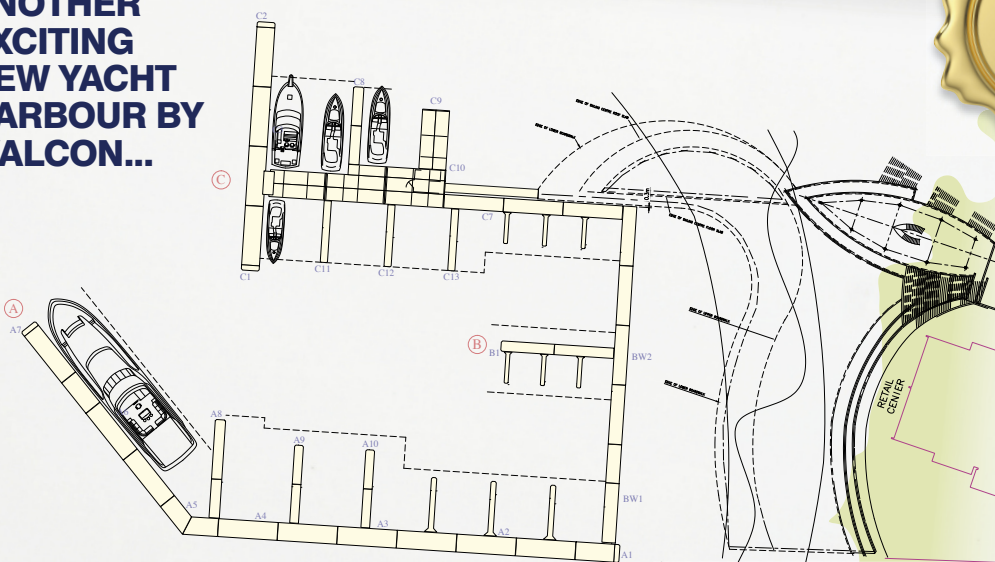 NOTHER
XCITING
EW YACHT
ARBOUR BY
ALCON...
C2
C8
C9
C10
C
C7
C1
C11
C12
C13
A
A7
B
B1
BW2
A8
A9
A10
A5
A4
A3
A2
BW1
A1
RETAIL
CENTER